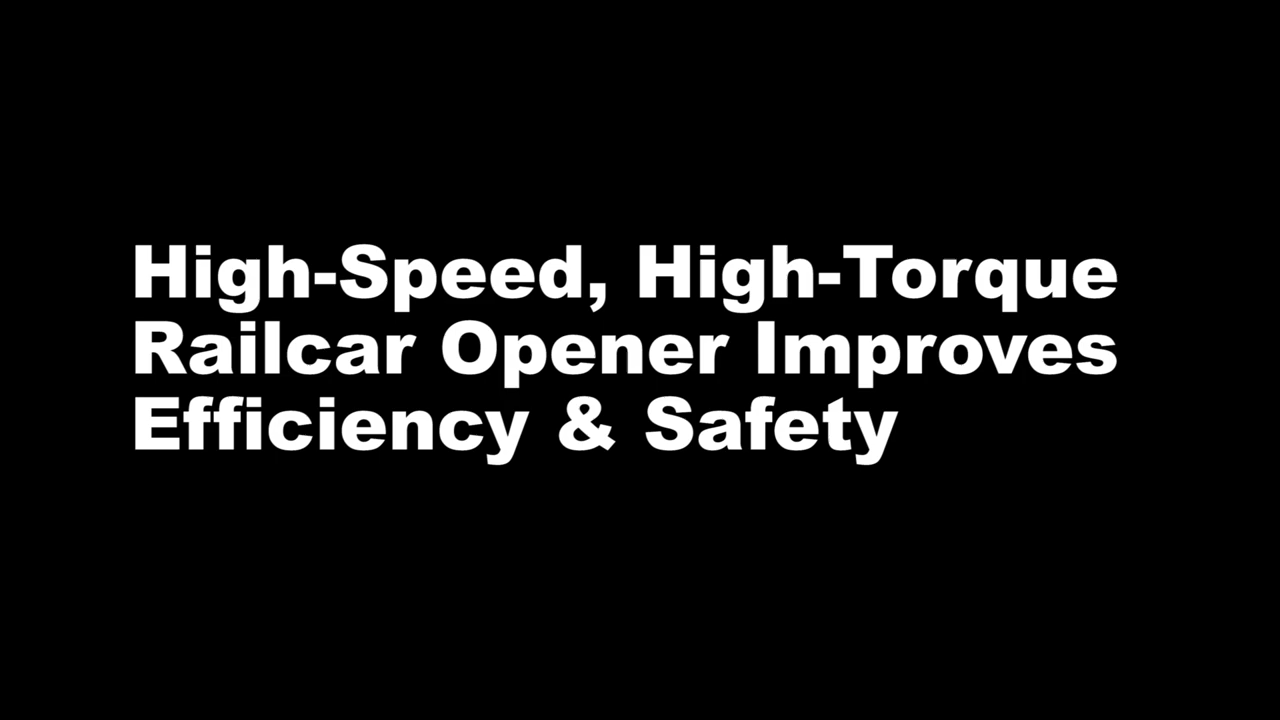 High-Speed, High-Torque
Railcar Opener Improves
Efficiency & Safety